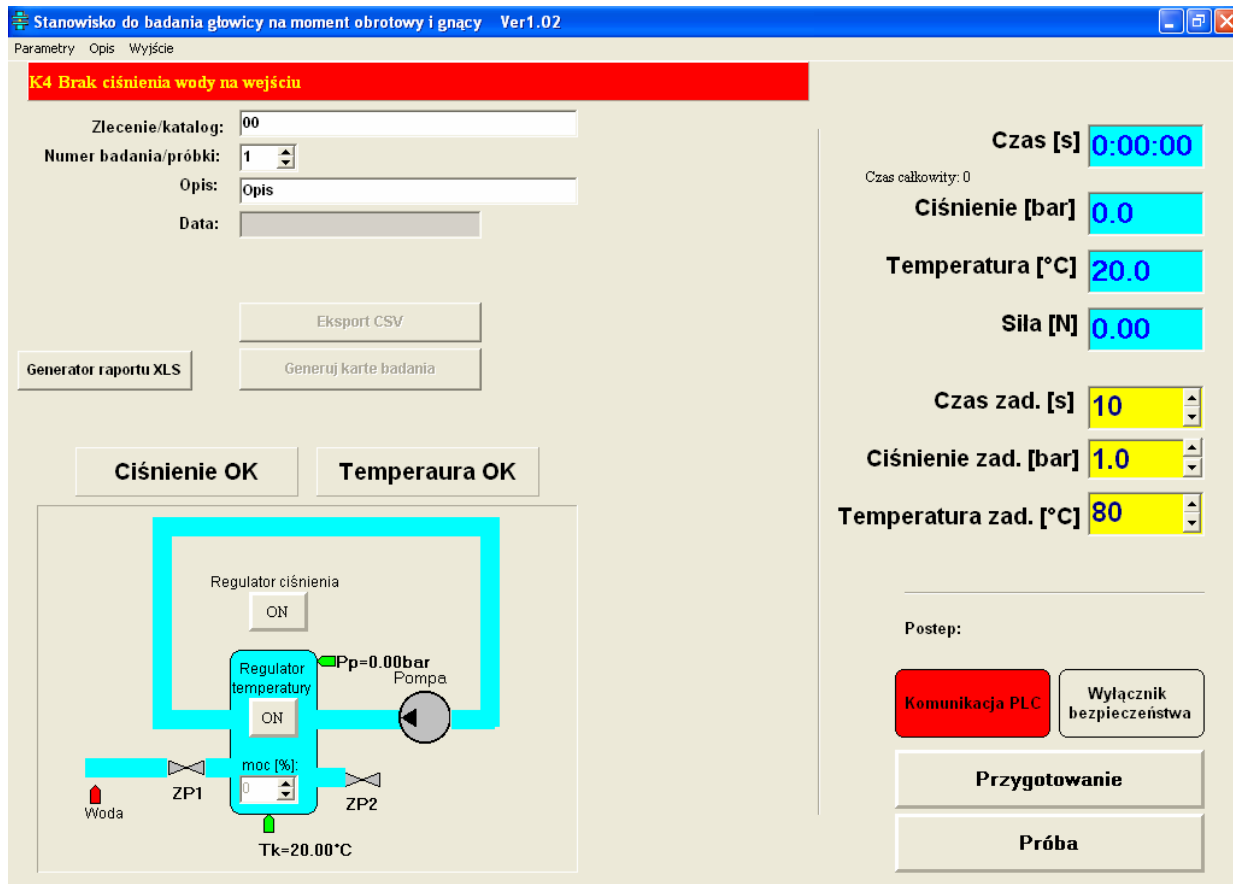 Stanowisko do badania głowicy na moment obrotowy i gnący Ver1.02
Parametry Opis Wyjście
K4 Brak ciśnienia wody na wejściu
Zlecenie/katalog: 00
Numer badania/próbki: 1
Opis: Opis
Data:
Eksport CSV
Generator raportu XLS
Generuj karte badania
Ciśnienie OK
Temperaura OK
Regulator ciśnienia
ON
Regulator
temperatury
ON
moc [%]:
0
Pp=0.00bar
Pompa
ZP1
ZP2
Woda
Tk=20.00°C
Czas [s] 0:00:00
Czas całkowity: 0
Ciśnienie [bar] 0.0
Temperatura [°C] 20.0
Sila [N] 0.00
Czas zad. [s] 10
Ciśnienie zad. [bar] 1.0
Temperatura zad. [°C] 80
Postep:
Komunikacja PLC
Wyłącznik
bezpieczeństwa
Przygotowanie
Próba